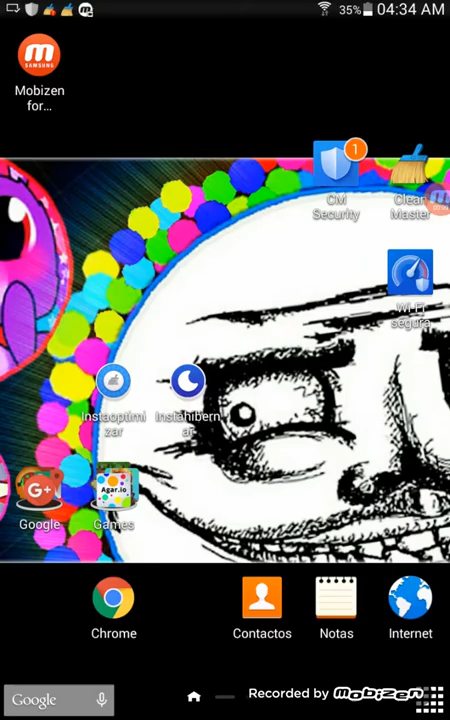 35% 04:34 AM
m
SAMSUNG
Mobizen
for...
1
CM
Security
Clean
Master
Wi-Fi
segura
Instaoptimi
zar
Instahibern
ar
G+
Agar.io
Google
Games
Chrome
Contactos
Notas
Internet
Google
Recorded by mobizen